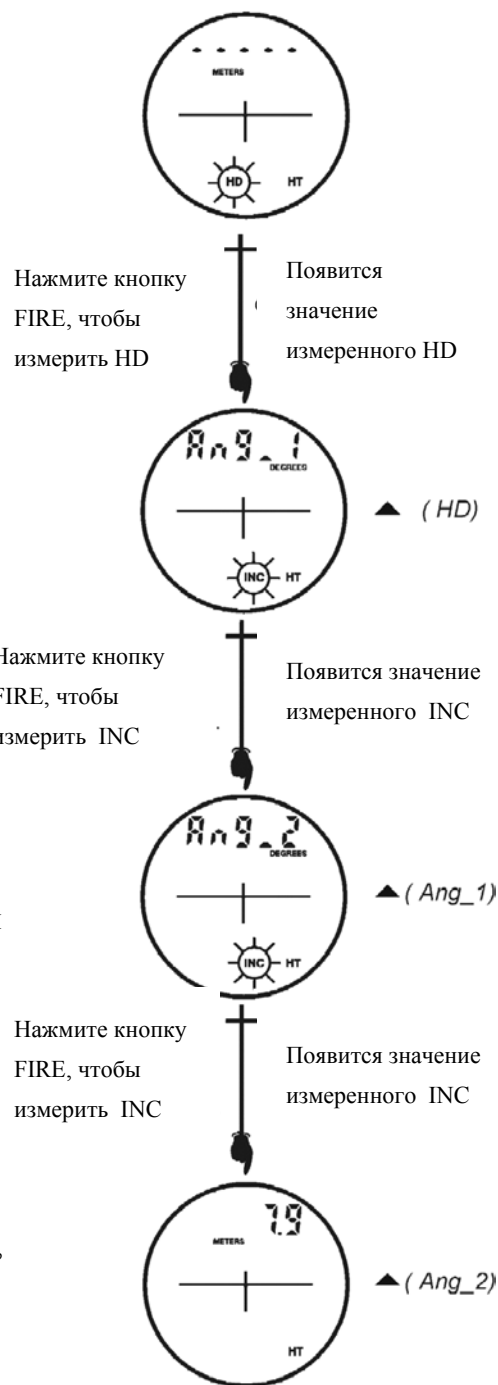 - - - - -
METERS
HD HT
Нажмите кнопку
FIRE, чтобы
измерить HD
Появится
значение
измеренного HD
Ang_1
DEGREES
▲ ( HD)
INC HT
Нажмите кнопку
FIRE, чтобы
измерить INC
Появится значение
измеренного INC
Ang_2
DEGREES
▲ ( Ang_1)
INC HT
Нажмите кнопку
FIRE, чтобы
измерить INC
Появится значение
измеренного INC
7.9
METERS
▲ ( Ang_2)
HT